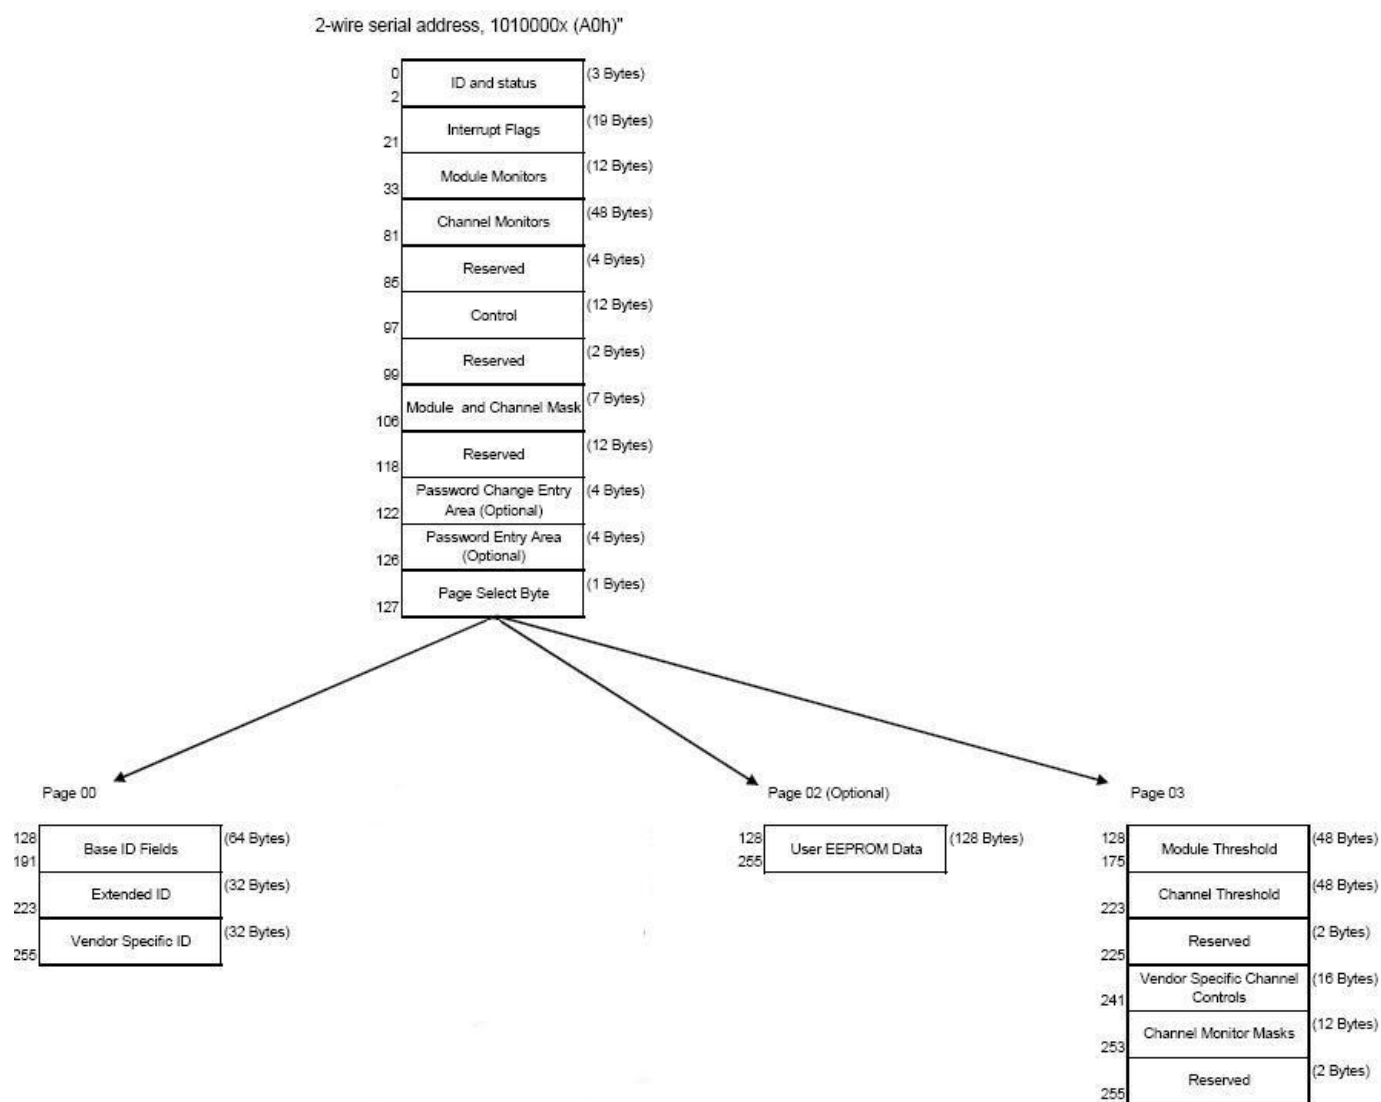 2-wire serial address, 1010000x (A0h)"
0
2
ID and status
(3 Bytes)
21
Interrupt Flags
(19 Bytes)
33
Module Monitors
(12 Bytes)
81
Channel Monitors
(48 Bytes)
85
Reserved
(4 Bytes)
97
Control
(12 Bytes)
99
Reserved
(2 Bytes)
106
Module and Channel Mask
(7 Bytes)
118
Reserved
(12 Bytes)
122
Password Change Entry
Area (Optional)
(4 Bytes)
126
Password Entry Area
(Optional)
(4 Bytes)
127
Page Select Byte
(1 Bytes)
Page 00
128
191
Base ID Fields
(64 Bytes)
223
Extended ID
(32 Bytes)
255
Vendor Specific ID
(32 Bytes)
Page 02 (Optional)
128
255
User EEPROM Data
(128 Bytes)
Page 03
128
175
Module Threshold
(48 Bytes)
223
Channel Threshold
(48 Bytes)
225
Reserved
(2 Bytes)
241
Vendor Specific Channel
Controls
(16 Bytes)
253
Channel Monitor Masks
(12 Bytes)
255
Reserved
(2 Bytes)